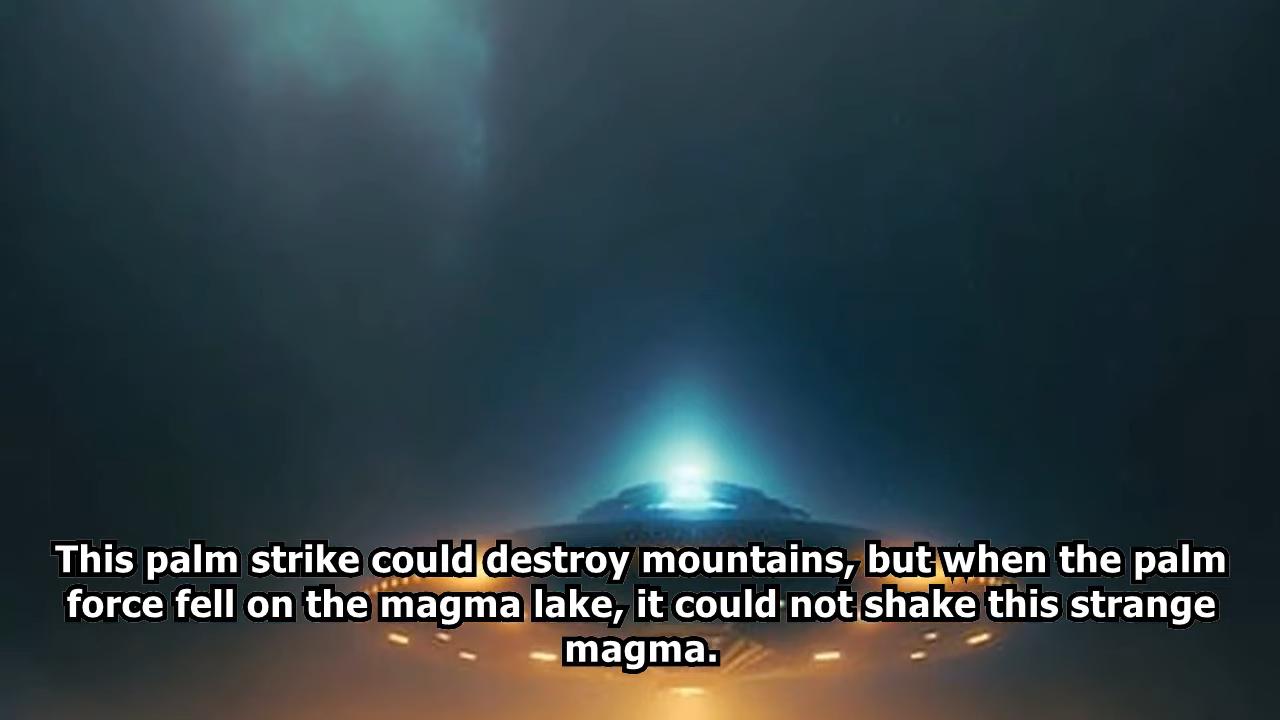 This palm strike could destroy mountains, but when the palm
force fell on the magma lake, it could not shake this strange
magma.